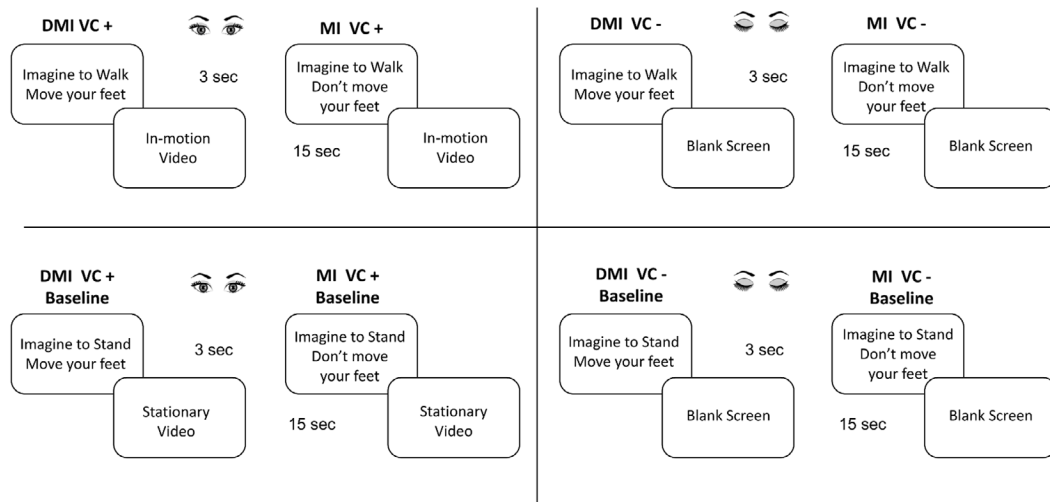 DMI VC +
MI VC +
Imagine to Walk
Move your feet
3 sec
Imagine to Walk
Don't move
your feet
In-motion
Video
15 sec
In-motion
Video
DMI VC -
MI VC -
Imagine to Walk
Move your feet
3 sec
Imagine to Walk
Don't move
your feet
Blank Screen
15 sec
Blank Screen
DMI VC +
Baseline
MI VC +
Baseline
Imagine to Stand
Move your feet
3 sec
Imagine to Stand
Don't move
your feet
Stationary
Video
15 sec
Stationary
Video
DMI VC -
Baseline
MI VC -
Baseline
Imagine to Stand
Move your feet
3 sec
Imagine to Stand
Don't move
your feet
Blank Screen
15 sec
Blank Screen